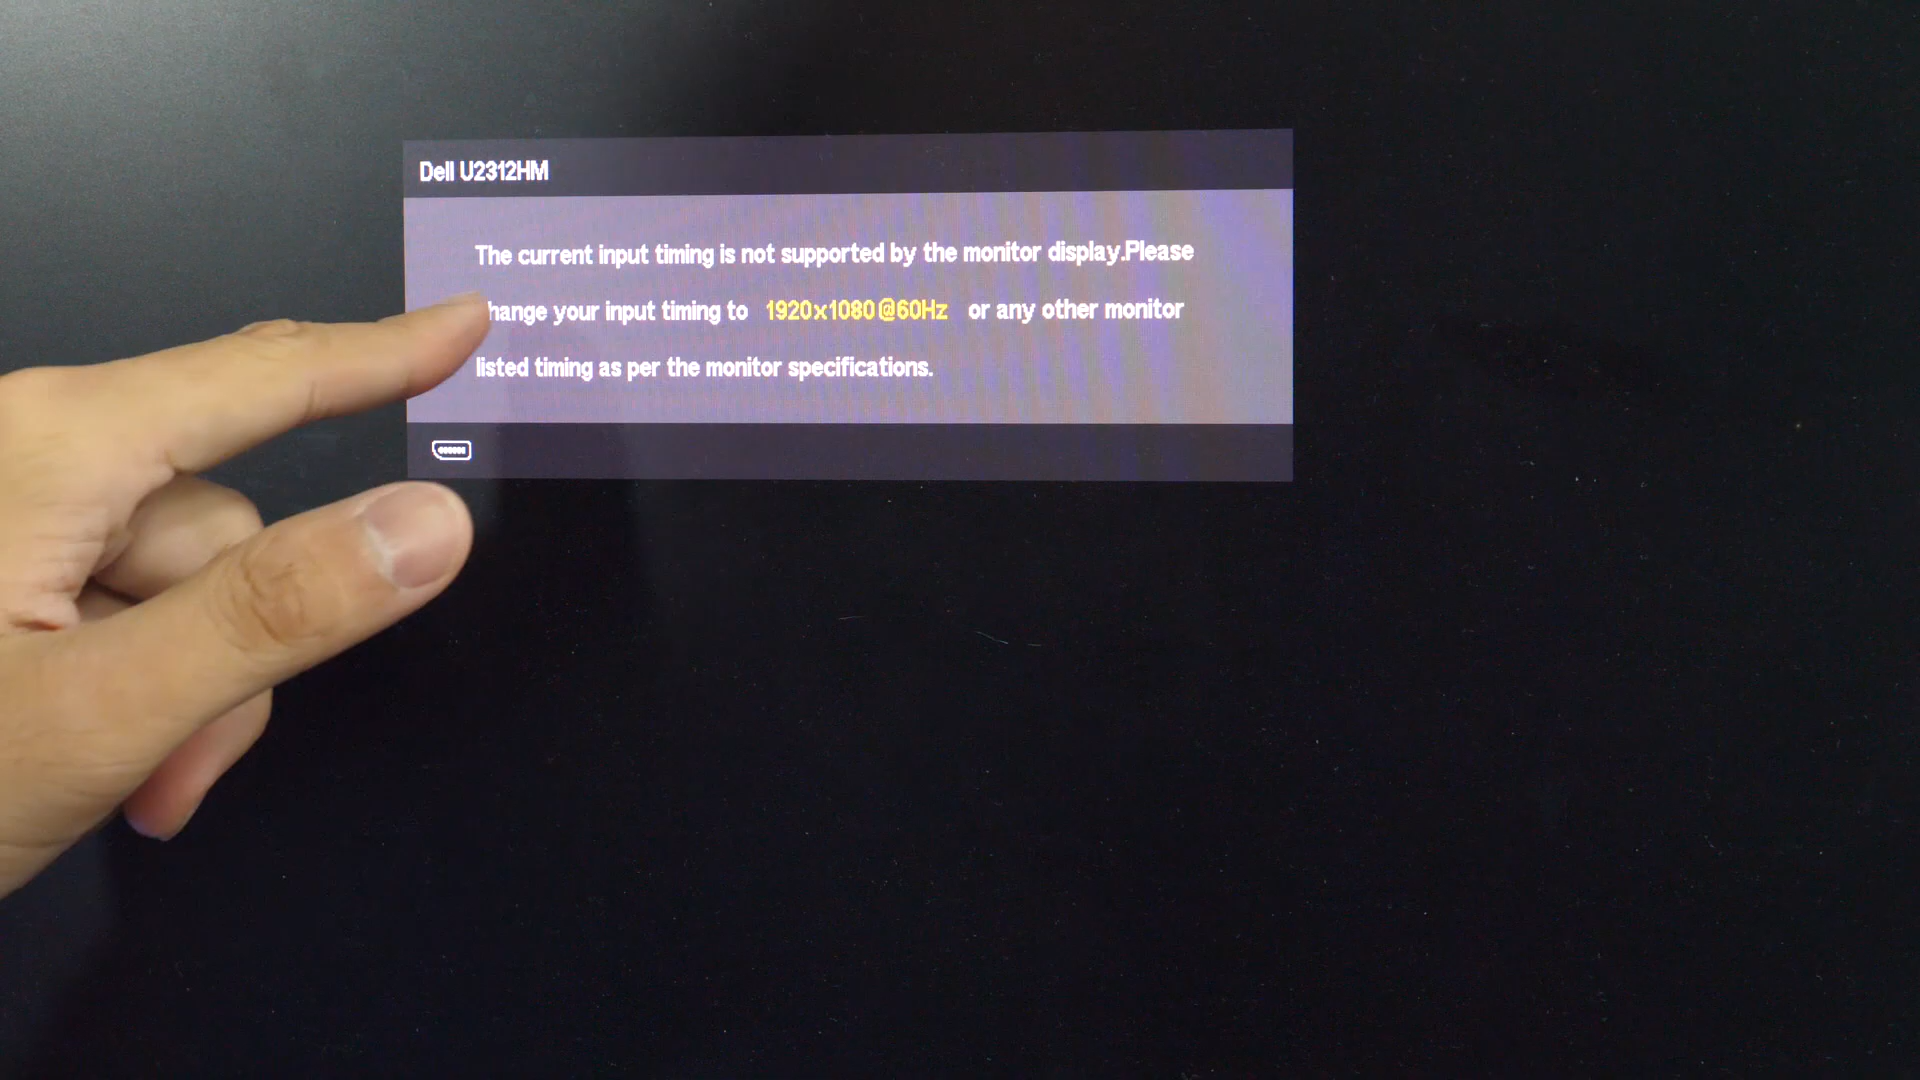 Dell U2312HM
The current input timing is not supported by the monitor display.Please
hange your input timing to 1920x1080@60Hz or any other monitor
listed timing as per the monitor specifications.